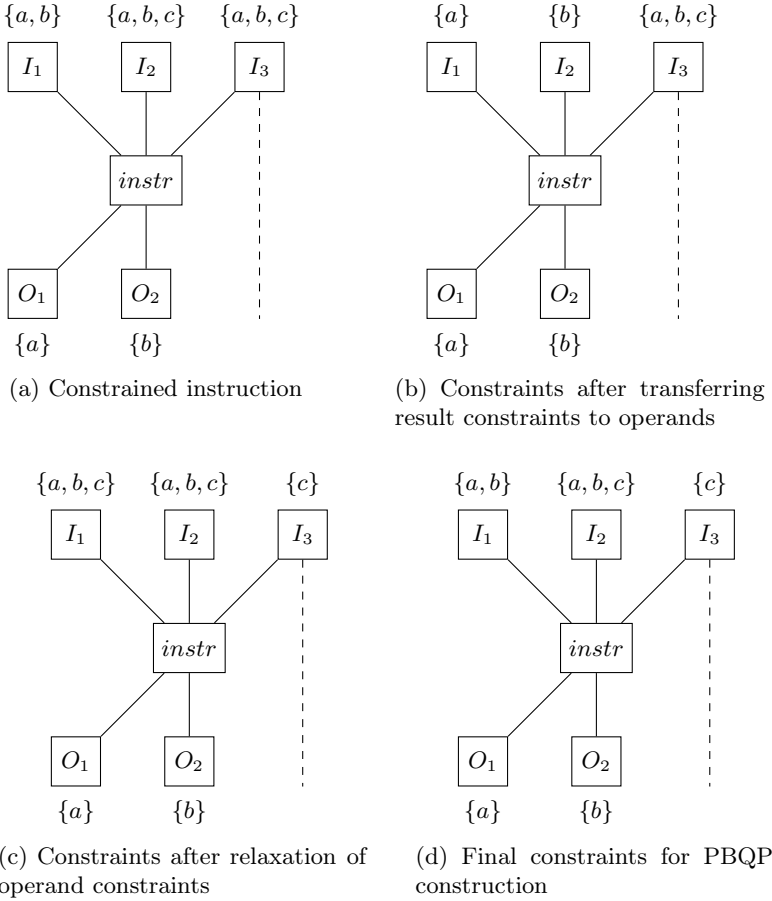 {a, b} {a, b, c} {a, b, c}
I₁ I₂ I₃
instr
O₁ O₂
{a} {b}
(a) Constrained instruction
{a} {b} {a, b, c}
I₁ I₂ I₃
instr
O₁ O₂
{a} {b}
(b) Constraints after transferring
result constraints to operands
{a, b, c} {a, b, c} {c}
I₁ I₂ I₃
instr
O₁ O₂
{a} {b}
(c) Constraints after relaxation of
operand constraints
{a, b} {a, b, c} {c}
I₁ I₂ I₃
instr
O₁ O₂
{a} {b}
(d) Final constraints for PBQP
construction